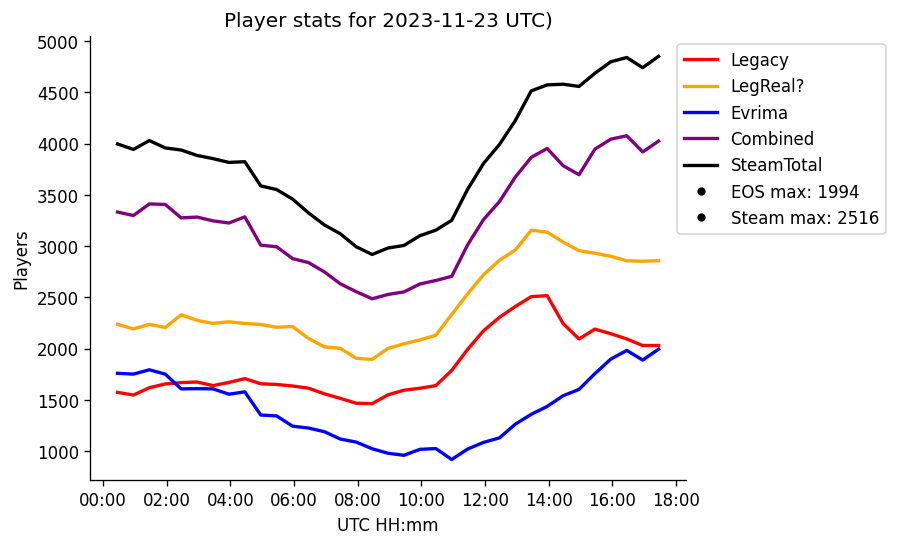 Player stats for 2023-11-23 UTC)
5000
4500
4000
3500
3000
2500
2000
1500
1000
Players
00:00 02:00 04:00 06:00 08:00 10:00 12:00 14:00 16:00 18:00
UTC HH:mm
Legacy
LegReal?
Evrima
Combined
SteamTotal
EOS max: 1994
Steam max: 2516